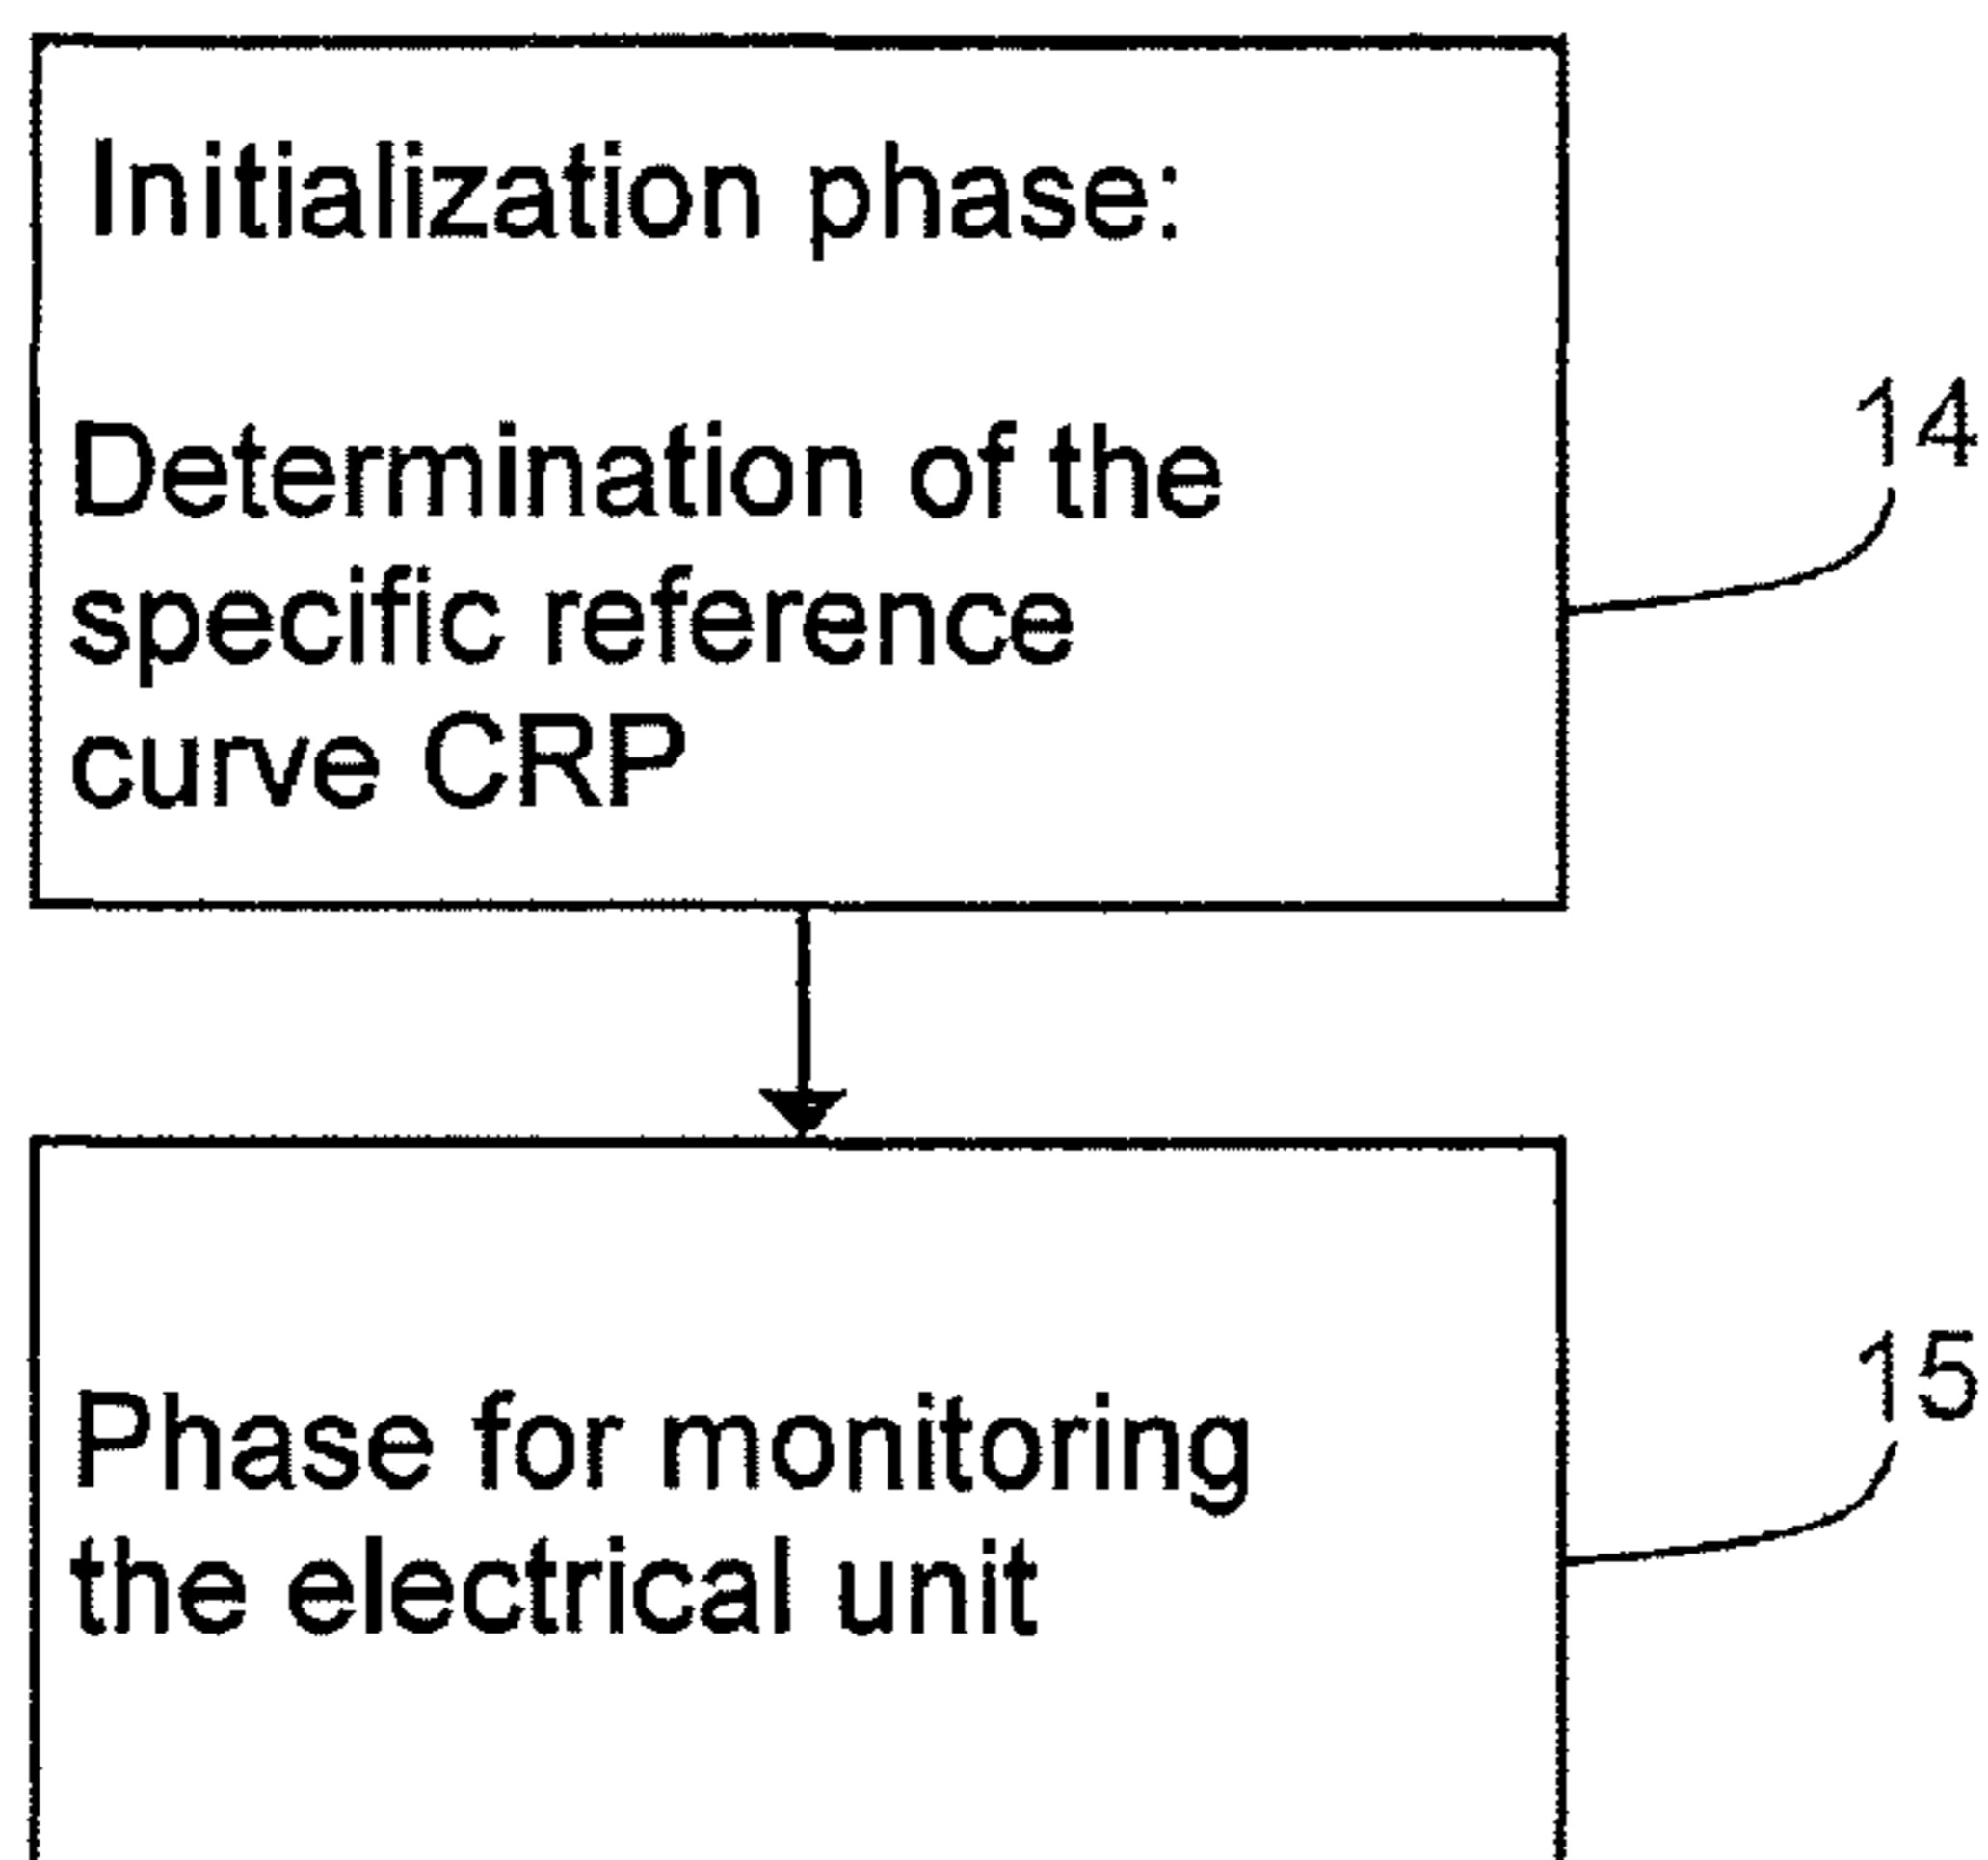 Initialization phase:
14
Determination of the
specific reference
curve CRP
15
Phase for monitoring
the electrical unit